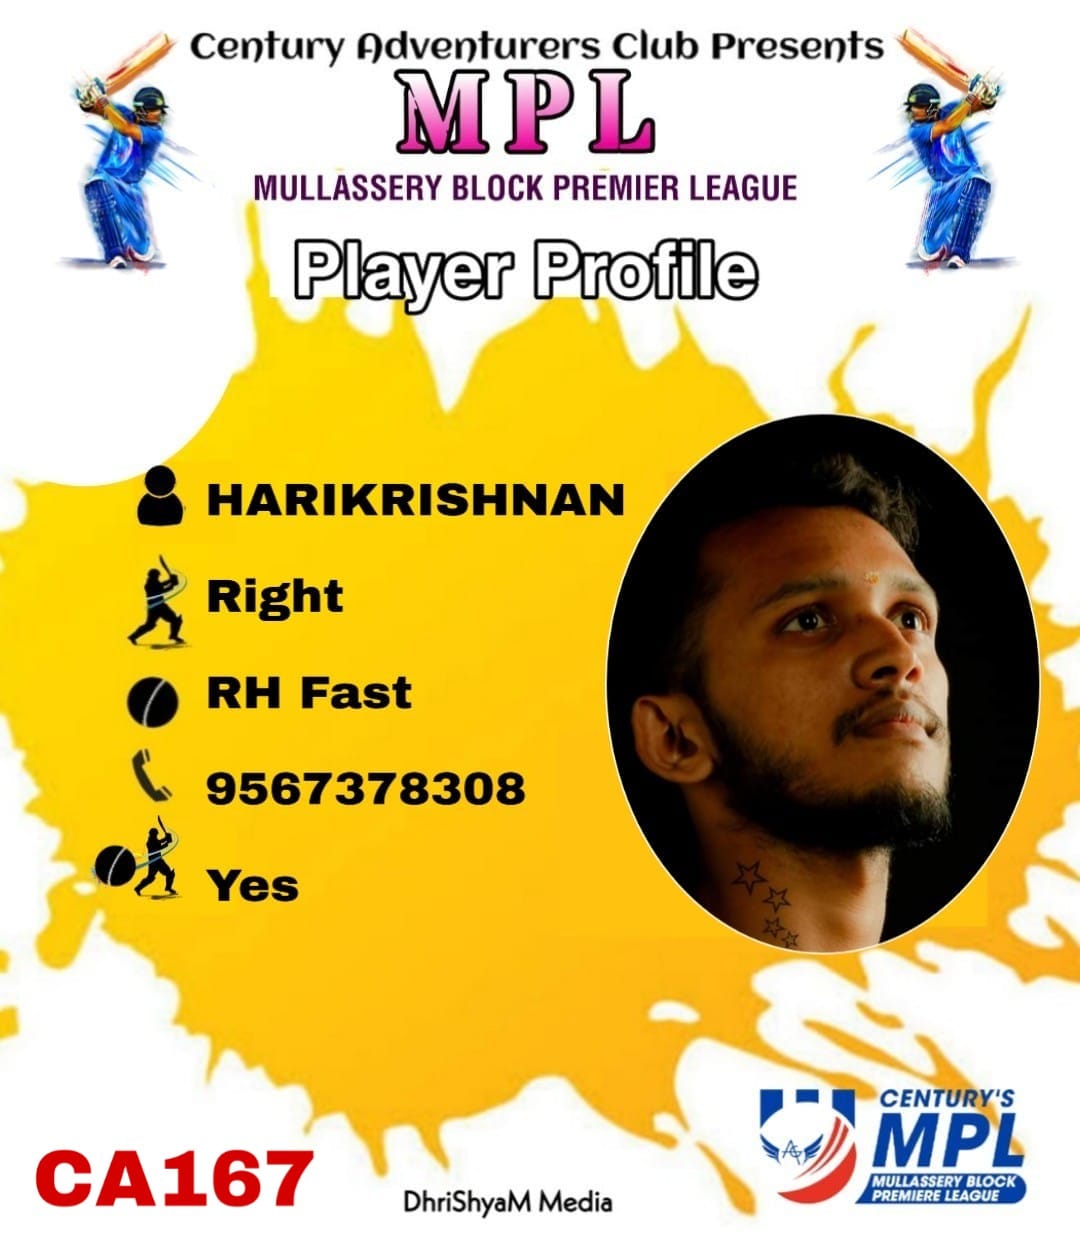 Century Adventurers Club Presents
MPL
MULLASSERY BLOCK PREMIER LEAGUE
Player Profile
HARIKRISHNAN
Right
RH Fast
9567378308
Yes
CA167
DhriShyaM Media
CENTURY'S
MPL
MULLASSERY BLOCK
PREMIERE LEAGUE